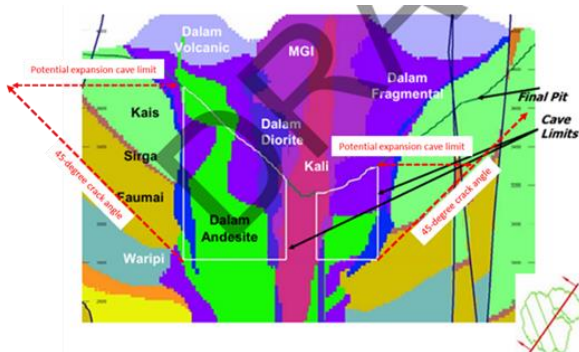 Dalam
Volcanic
MGI
DRA
Potential expansion cave limit
Dalam
Fragmental
Final Pit
Cave
Limits
Kais
Dalam
Diorite
Potential expansion cave limit
Sirga
Kali
45-degree crack angle
Faumai
Dalam
Andesite
45-degree crack angle
Waripi